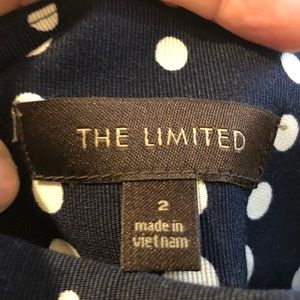 THE LIMITED
2
made in
vietnam